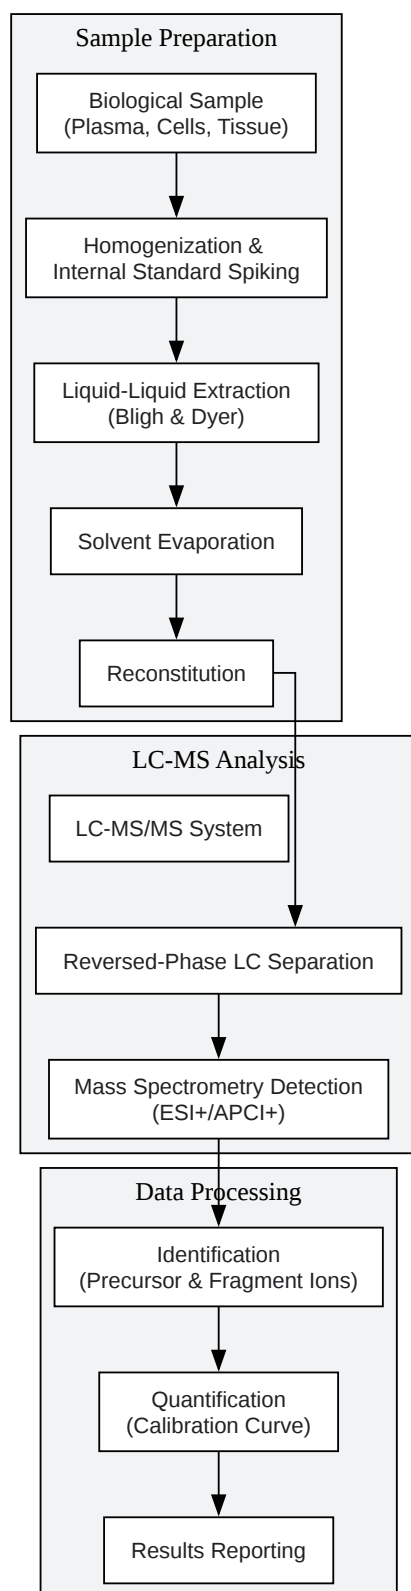 Sample Preparation
Biological Sample
(Plasma, Cells, Tissue)
Homogenization &
Internal Standard Spiking
Liquid-Liquid Extraction
(Bligh & Dyer)
Solvent Evaporation
Reconstitution
LC-MS Analysis
LC-MS/MS System
Reversed-Phase LC Separation
Mass Spectrometry Detection
(ESI+/APCI+)
Data Processing
Identification
(Precursor & Fragment Ions)
Quantification
(Calibration Curve)
Results Reporting